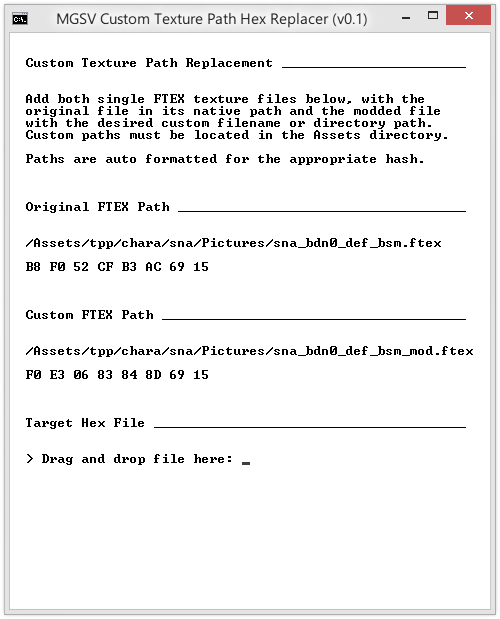 MGSV Custom Texture Path Hex Replacer (v0.1)
Custom Texture Path Replacement
Add both single FTEX texture files below, with the
original file in its native path and the modded file
with the desired custom filename or directory path.
Custom paths must be located in the Assets directory.
Paths are auto formatted for the appropriate hash.
Original FTEX Path
/Assets/tpp/chara/sna/Pictures/sna_bdn0_def_bsm.ftex
B8 F0 52 CF B3 AC 69 15
Custom FTEX Path
/Assets/tpp/chara/sna/Pictures/sna_bdn0_def_bsm_mod.ftex
F0 E3 06 83 84 8D 69 15
Target Hex File
> Drag and drop file here: _